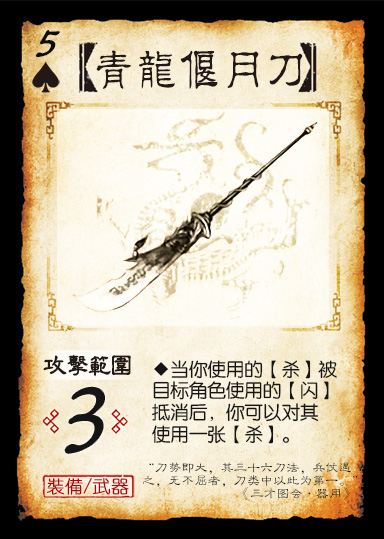 5
【青龍偃月刀】
攻擊範圍
3
裝備/武器
◆当你使用的【杀】被
目标角色使用的【闪】
抵消后，你可以对其
使用一张【杀】。
“刀势即大，其三十六刀法，兵仗遇
之，无不屈者，刀类中以此为第一。”
《三才图会·器用》